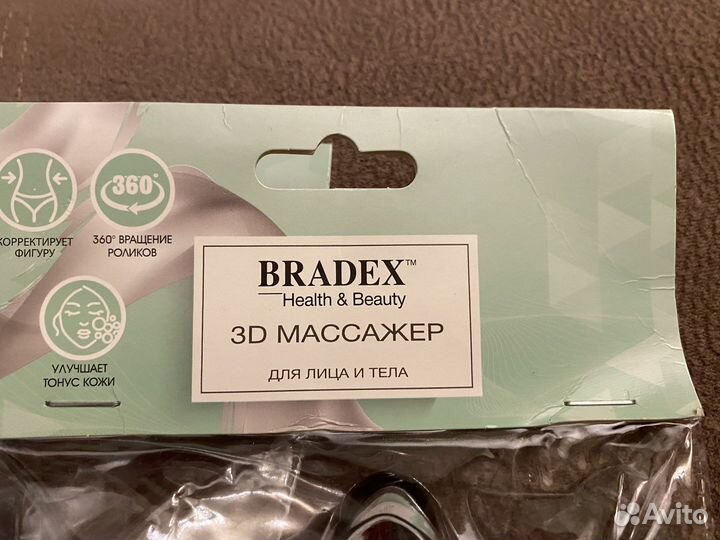 КОРРЕКТИРУЕТ
ФИГУРУ
360°
360° ВРАЩЕНИЕ
РОЛИКОВ
УЛУЧШАЕТ
ТОНУС КОЖИ
BRADEX™
Health & Beauty
3D МАССАЖЕР
ДЛЯ ЛИЦА И ТЕЛА
Avito